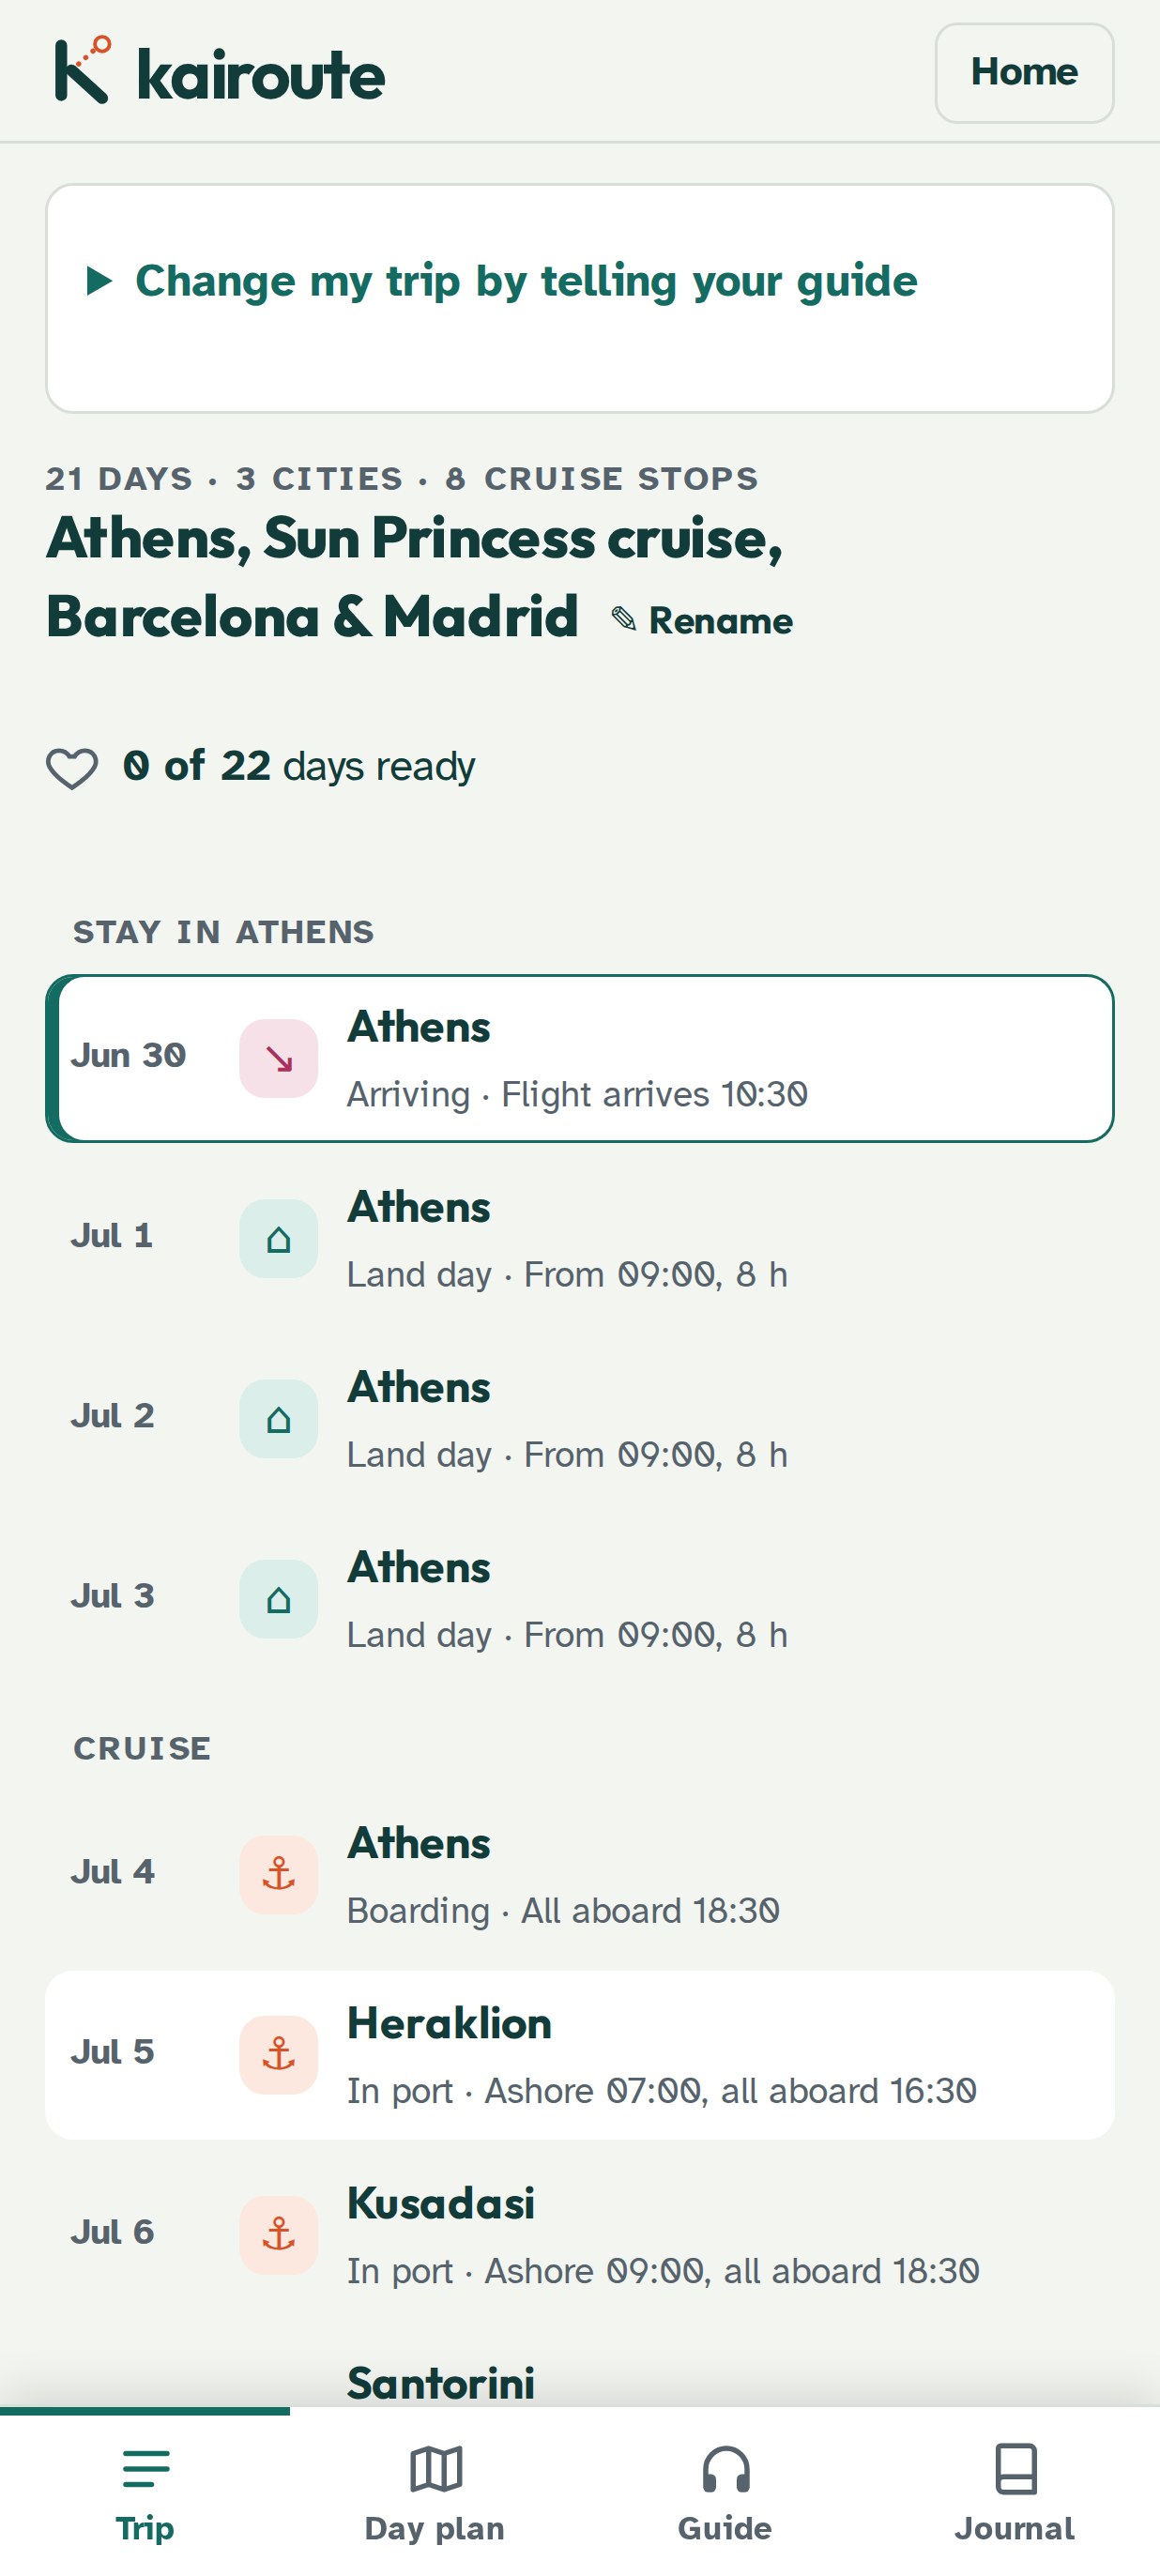 kairoute
Home
▶ Change my trip by telling your guide
21 DAYS · 3 CITIES · 8 CRUISE STOPS
Athens, Sun Princess cruise,
Barcelona & Madrid ✎ Rename
0 of 22 days ready
STAY IN ATHENS
Athens
Jun 30
Arriving · Flight arrives 10:30
Athens
Jul 1
Land day · From 09:00, 8 h
Athens
Jul 2
Land day · From 09:00, 8 h
Athens
Jul 3
Land day · From 09:00, 8 h
CRUISE
Athens
Jul 4
Boarding · All aboard 18:30
Heraklion
Jul 5
In port · Ashore 07:00, all aboard 16:30
Kusadasi
Jul 6
In port · Ashore 09:00, all aboard 18:30
Santorini
Trip
Day plan
Guide
Journal